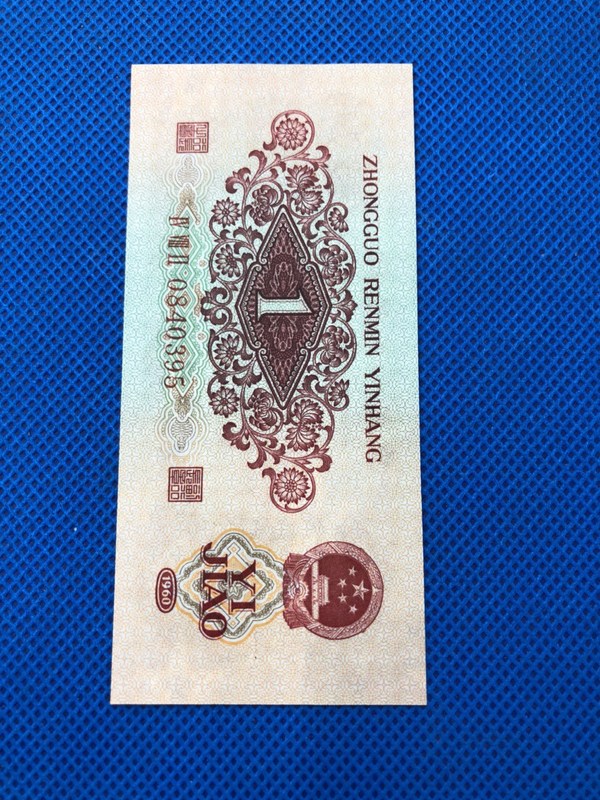 ZHONGGUO RENMIN YINHANG
1
0840395
YI
JIAO
1960